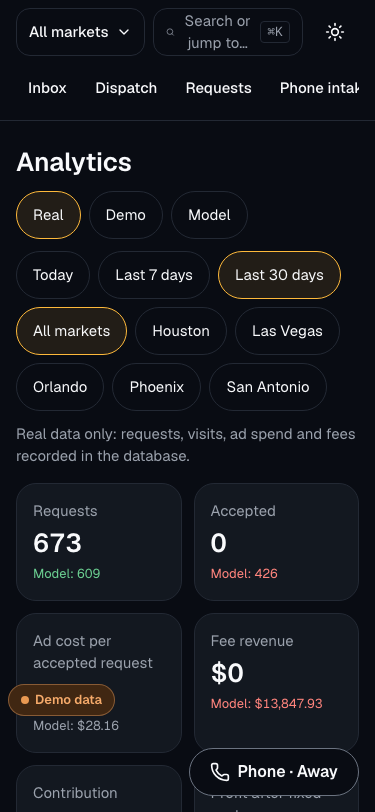 All markets
Search or
jump to…
⌘K
Inbox Dispatch Requests Phone intak
Analytics
Real Demo Model
Today Last 7 days Last 30 days
All markets Houston Las Vegas
Orlando Phoenix San Antonio
Real data only: requests, visits, ad spend and fees
recorded in the database.
Requests
673
Model: 609
Accepted
0
Model: 426
Ad cost per
accepted request
Demo data
Model: $28.16
Fee revenue
$0
Model: $13,847.93
Phone · Away
Contribution
Profit after fixed